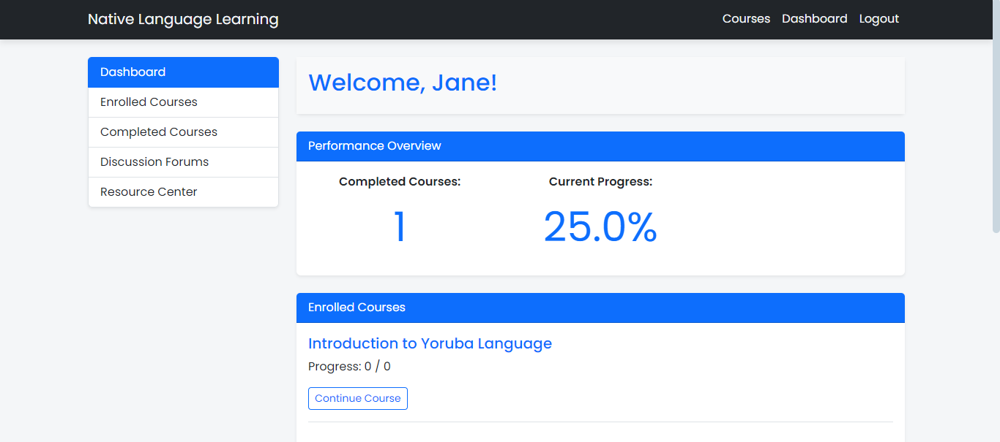 Native Language Learning
Courses Dashboard Logout
Dashboard
Enrolled Courses
Completed Courses
Discussion Forums
Resource Center
Welcome, Jane!
Performance Overview
Completed Courses:
1
Current Progress:
25.0%
Enrolled Courses
Introduction to Yoruba Language
Progress: 0 / 0
Continue Course